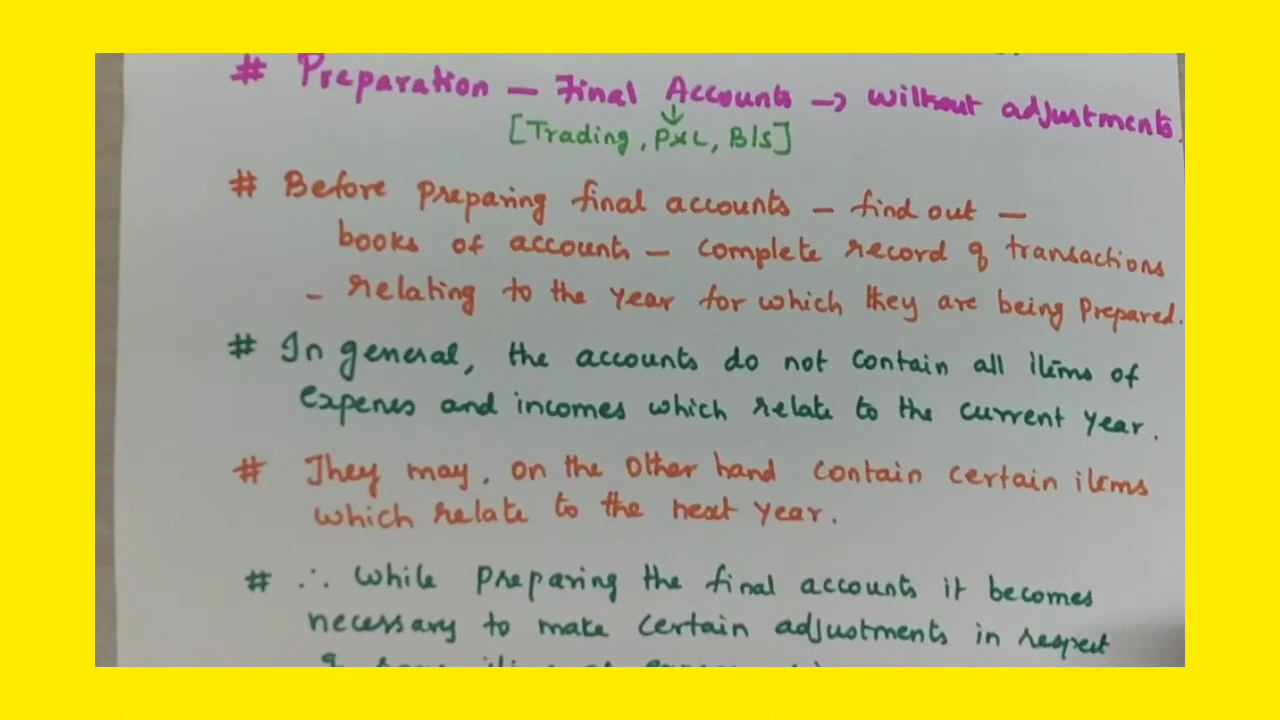 # Preparation — Final Accounts → without adjustments.
[Trading, P&L, B/s]
# Before preparing final accounts — find out —
books of accounts — complete record of transactions
- relating to the year for which they are being prepared.
# In general, the accounts do not contain all items of
expenes and incomes which relate to the current year.
# They may, on the other hand contain certain items
which relate to the next year.
# ∴ while preparing the final accounts it becomes
necessary to make certain adjustments in respect